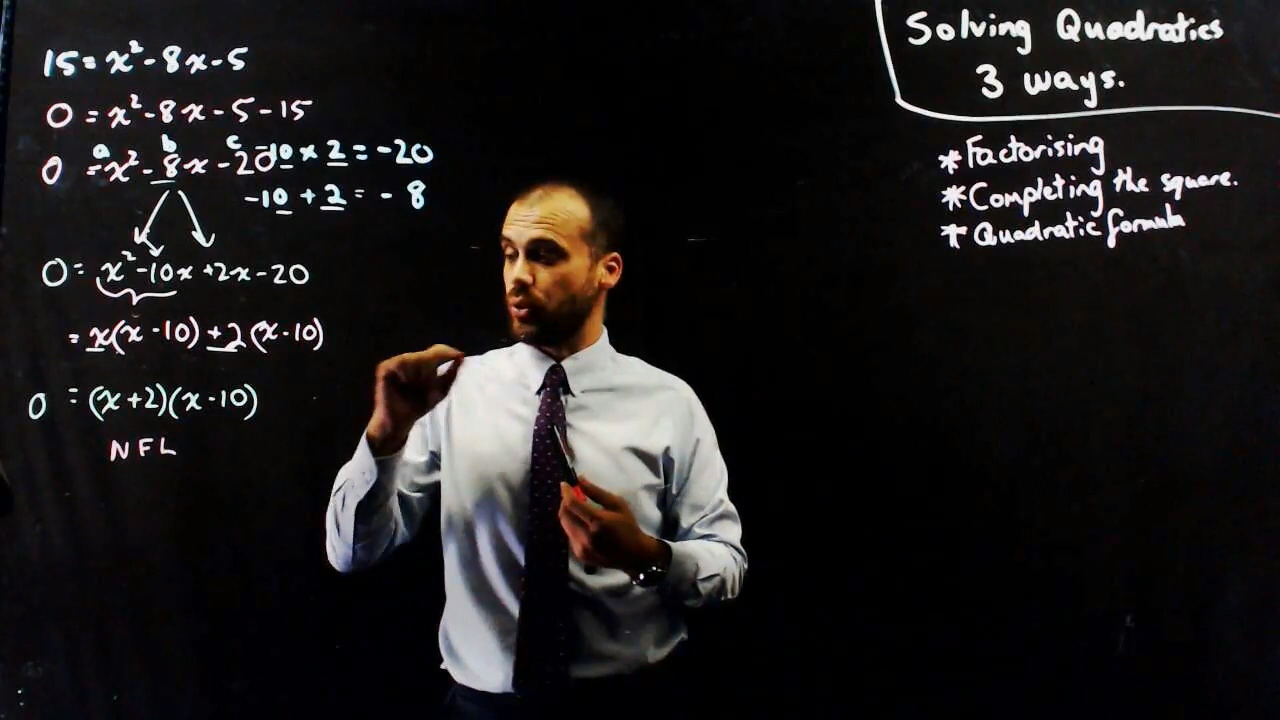 15 = x² - 8x - 5
0 = x² - 8x - 5 - 15
a b c
0 = x² - 8x - 20
-10 × 2 = -20
-10 + 2 = - 8
0 = x² - 10x + 2x - 20
= x(x - 10) + 2(x - 10)
0 = (x + 2)(x - 10)
NFL
Solving Quadratics
3 ways.
* Factorising
* Completing the square.
* Quadratic formula